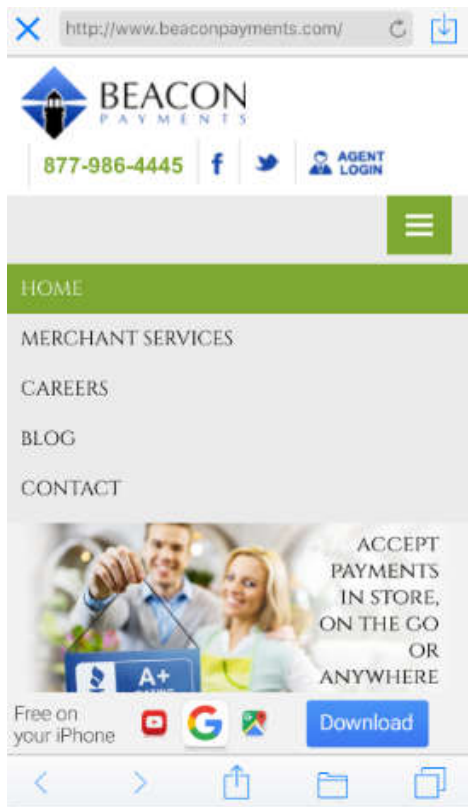 http://www.beaconpayments.com/
BEACON
PAYMENTS
877-986-4445
AGENT
LOGIN
HOME
MERCHANT SERVICES
CAREERS
BLOG
CONTACT
ACCEPT
PAYMENTS
IN STORE,
ON THE GO
OR
ANYWHERE
A+
Free on
your iPhone
Download